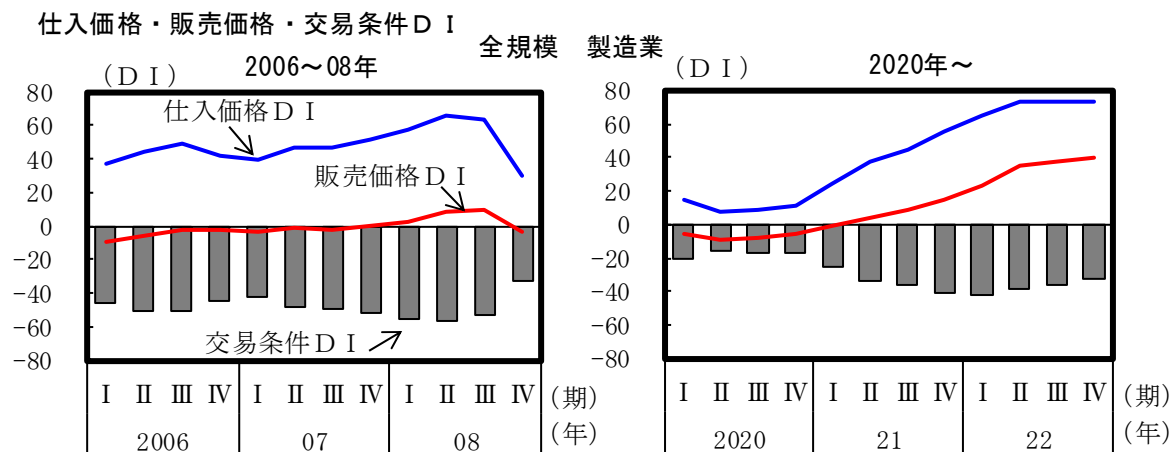 仕入価格・販売価格・交易条件ＤＩ
全規模　製造業
（ＤＩ）
2006～08年
80
60
40
20
0
-20
-40
-60
-80
仕入価格ＤＩ
販売価格ＤＩ
交易条件ＤＩ
Ⅰ Ⅱ Ⅲ Ⅳ Ⅰ Ⅱ Ⅲ Ⅳ Ⅰ Ⅱ Ⅲ Ⅳ （期）
2006 07 08 （年）
（ＤＩ）
2020年～
80
60
40
20
0
-20
-40
-60
-80
Ⅰ Ⅱ Ⅲ Ⅳ Ⅰ Ⅱ Ⅲ Ⅳ Ⅰ Ⅱ Ⅲ Ⅳ （期）
2020 21 22 （年）